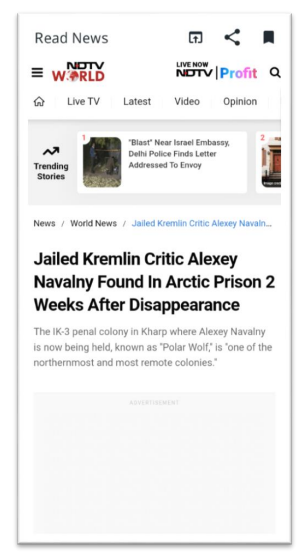 Read News
NDTV
WORLD
LIVE NOW
NDTV Profit
Live TV Latest Video Opinion
Trending
Stories
1
"Blast" Near Israel Embassy,
Delhi Police Finds Letter
Addressed To Envoy
2
News / World News / Jailed Kremlin Critic Alexey Navaln...
Jailed Kremlin Critic Alexey
Navalny Found In Arctic Prison 2
Weeks After Disappearance
The IK-3 penal colony in Kharp where Alexey Navalny
is now being held, known as "Polar Wolf," is "one of the
northernmost and most remote colonies."
ADVERTISEMENT